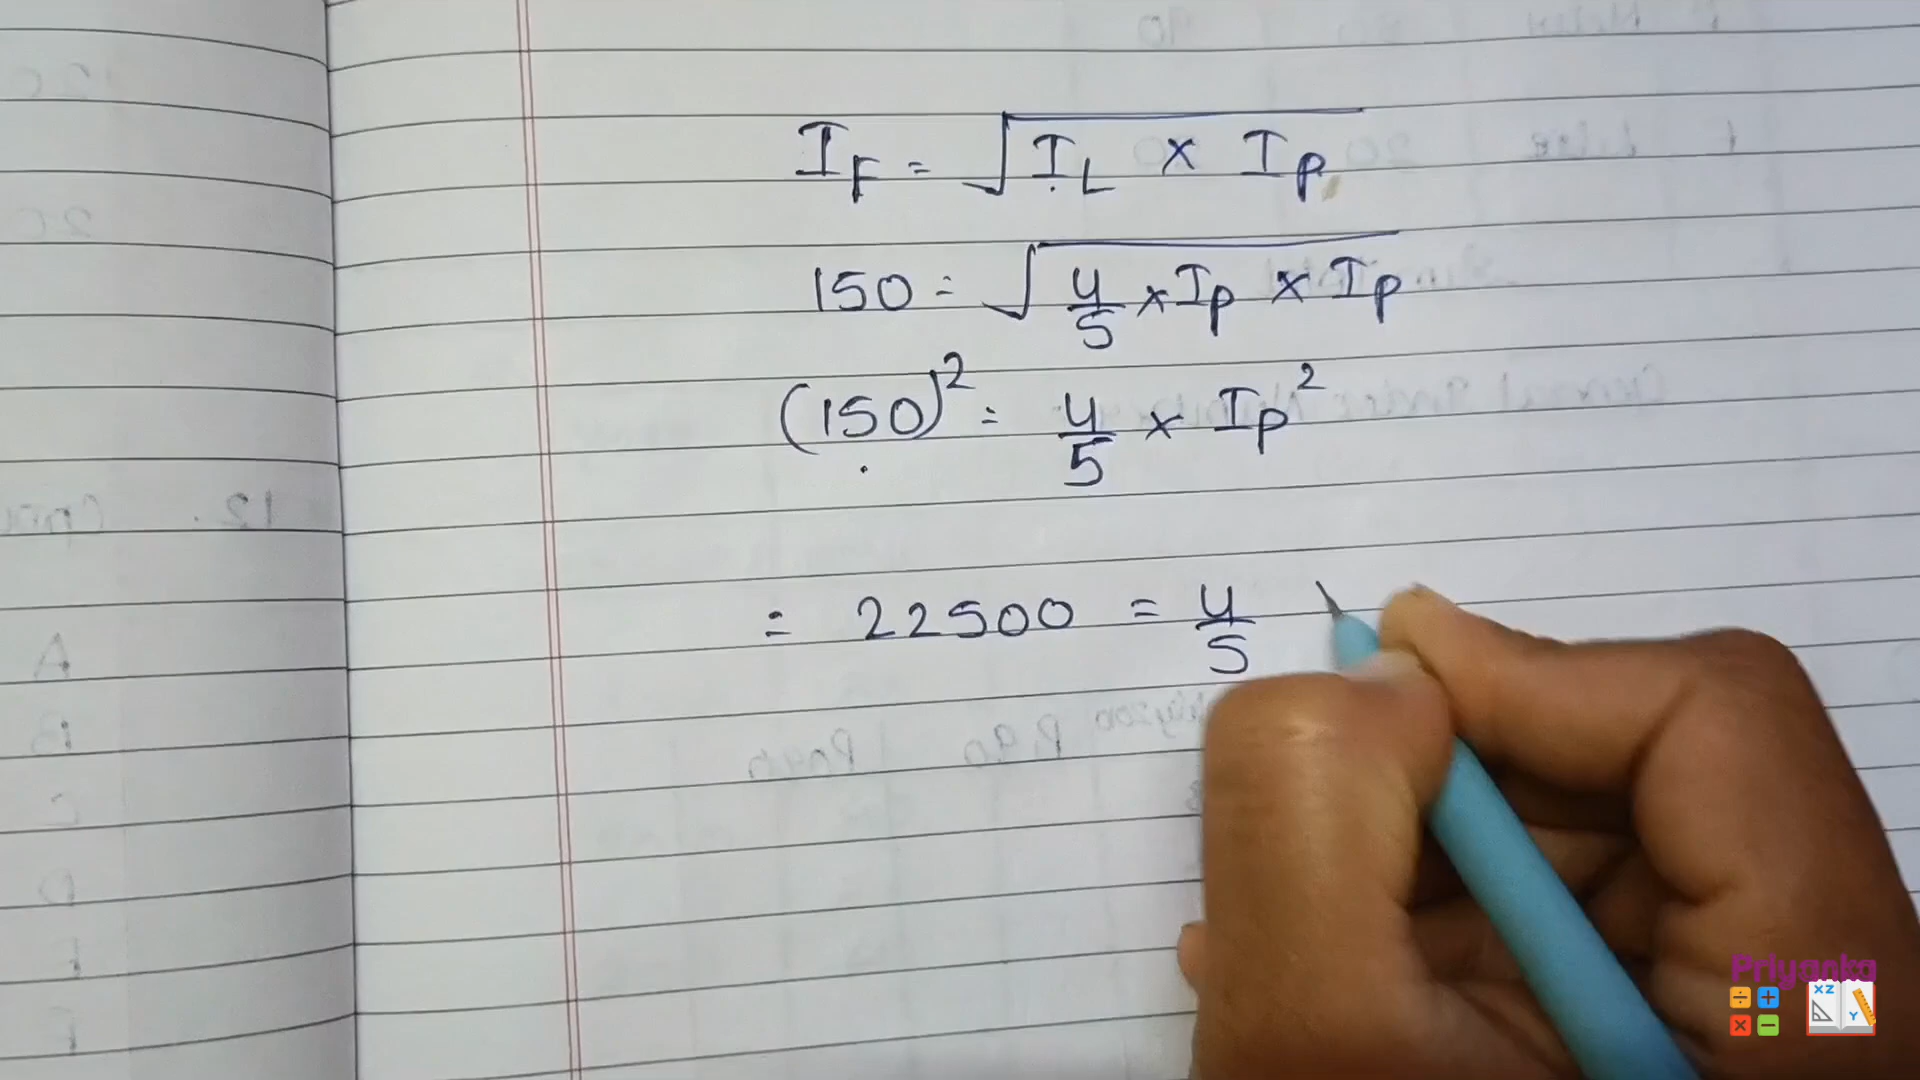 I_F = √(I_L × I_P)
150 = √(4/5 × I_P × I_P)
(150)² = 4/5 × I_P²
= 22500 = 4/5
Priyanka